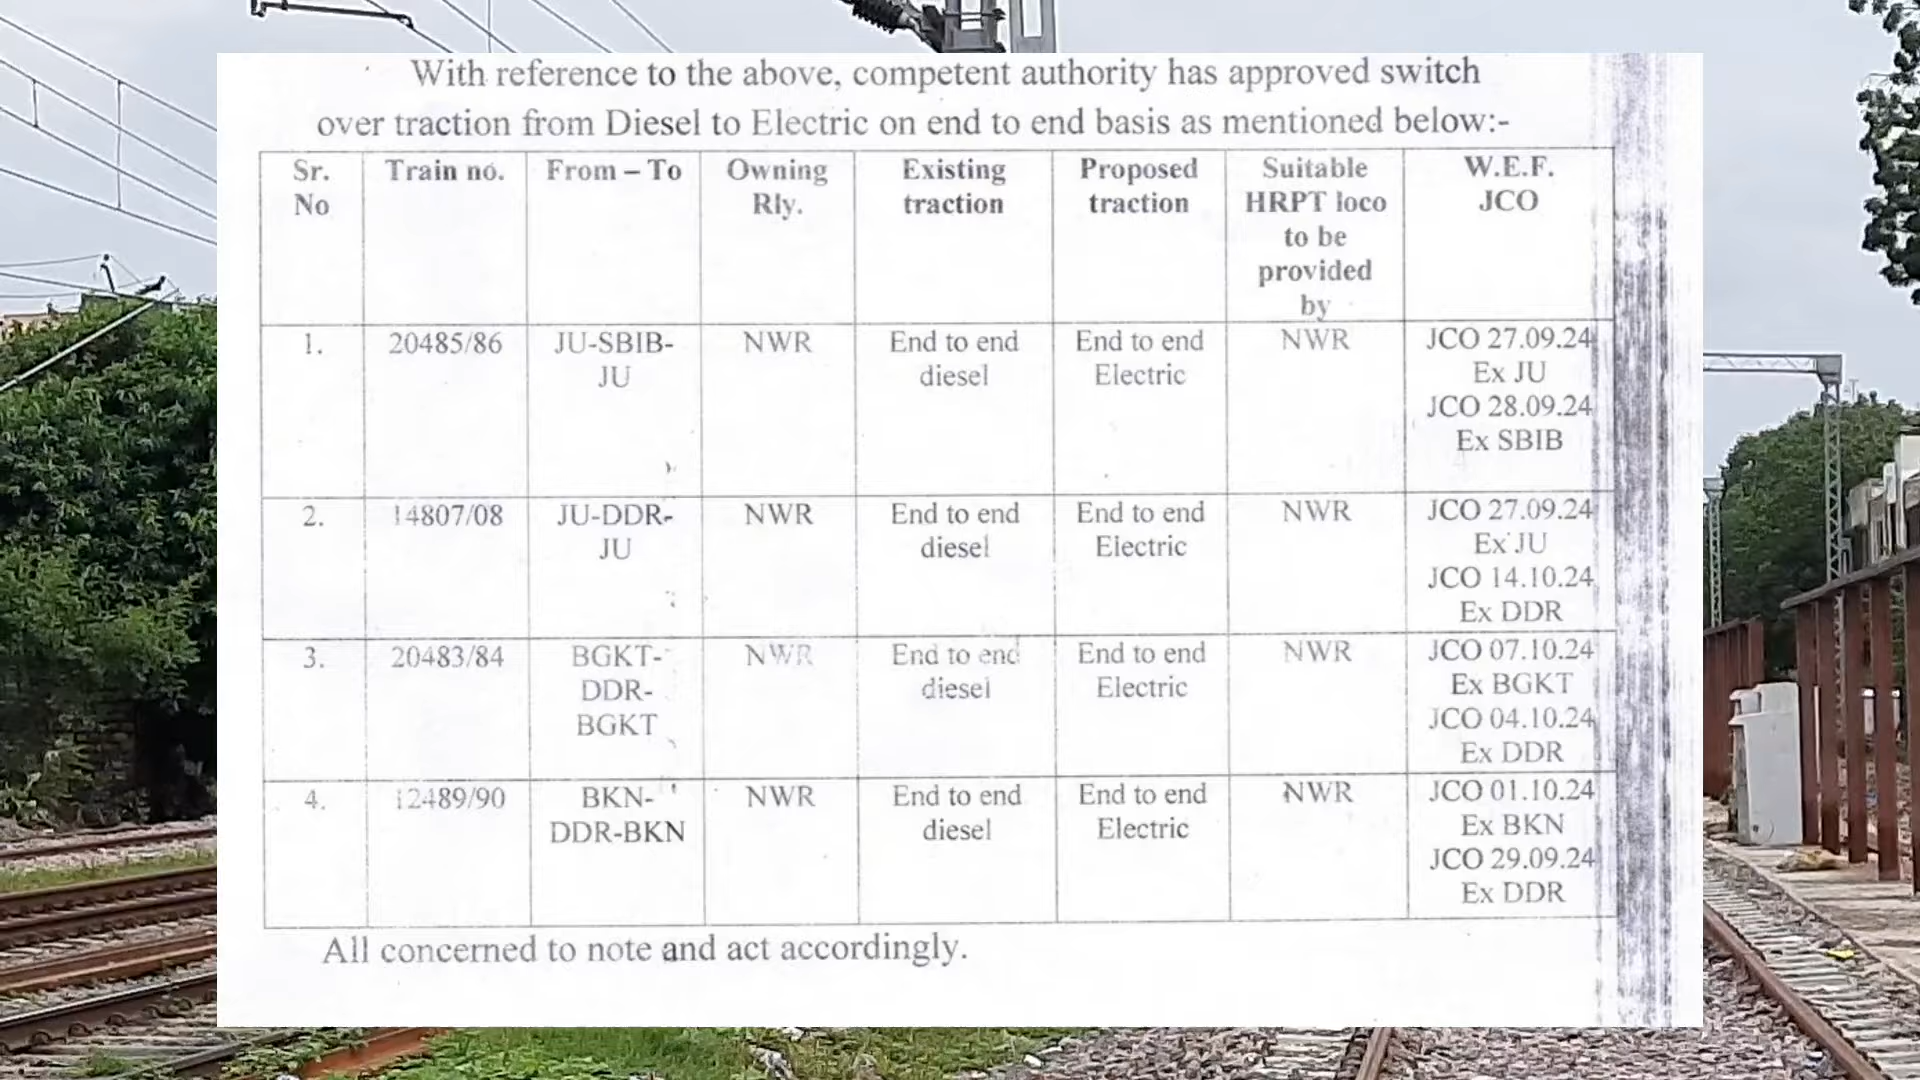 With reference to the above, competent authority has approved switch
over traction from Diesel to Electric on end to end basis as mentioned below:-
Sr. No | Train no. | From – To | Owning Rly. | Existing traction | Proposed traction | Suitable HRPT loco to be provided by | W.E.F. JCO
1. | 20485/86 | JU-SBIB-JU | NWR | End to end diesel | End to end Electric | NWR | JCO 27.09.24 Ex JU JCO 28.09.24 Ex SBIB
2. | 14807/08 | JU-DDR-JU | NWR | End to end diesel | End to end Electric | NWR | JCO 27.09.24 Ex JU JCO 14.10.24 Ex DDR
3. | 20483/84 | BGKT-DDR-BGKT | NWR | End to end diesel | End to end Electric | NWR | JCO 07.10.24 Ex BGKT JCO 04.10.24 Ex DDR
4. | 12489/90 | BKN-DDR-BKN | NWR | End to end diesel | End to end Electric | NWR | JCO 01.10.24 Ex BKN JCO 29.09.24 Ex DDR
All concerned to note and act accordingly.